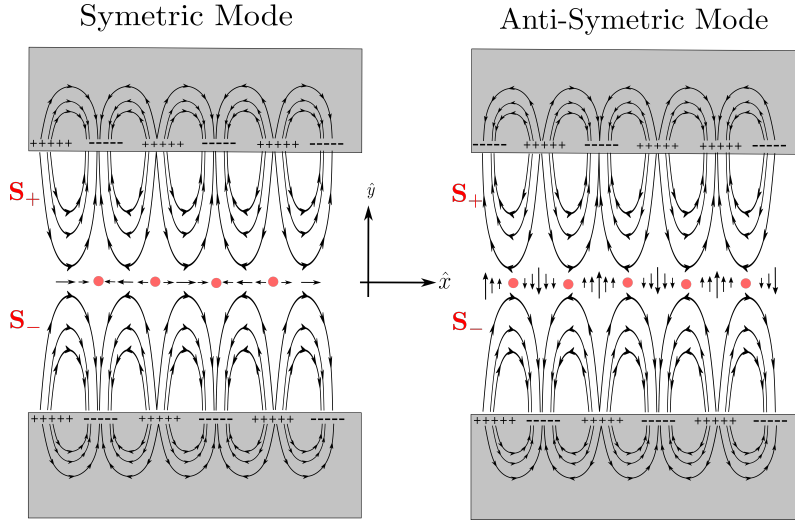 Symetric Mode
Anti-Symetric Mode
+++++ ----- +++++ ----- +++++ -----
----- +++++ ----- +++++ -----
S₊
S₊
ŷ
x̂
S₋
S₋
+++++ ----- +++++ ----- +++++ -----
+++++ ----- +++++ ----- +++++ -----